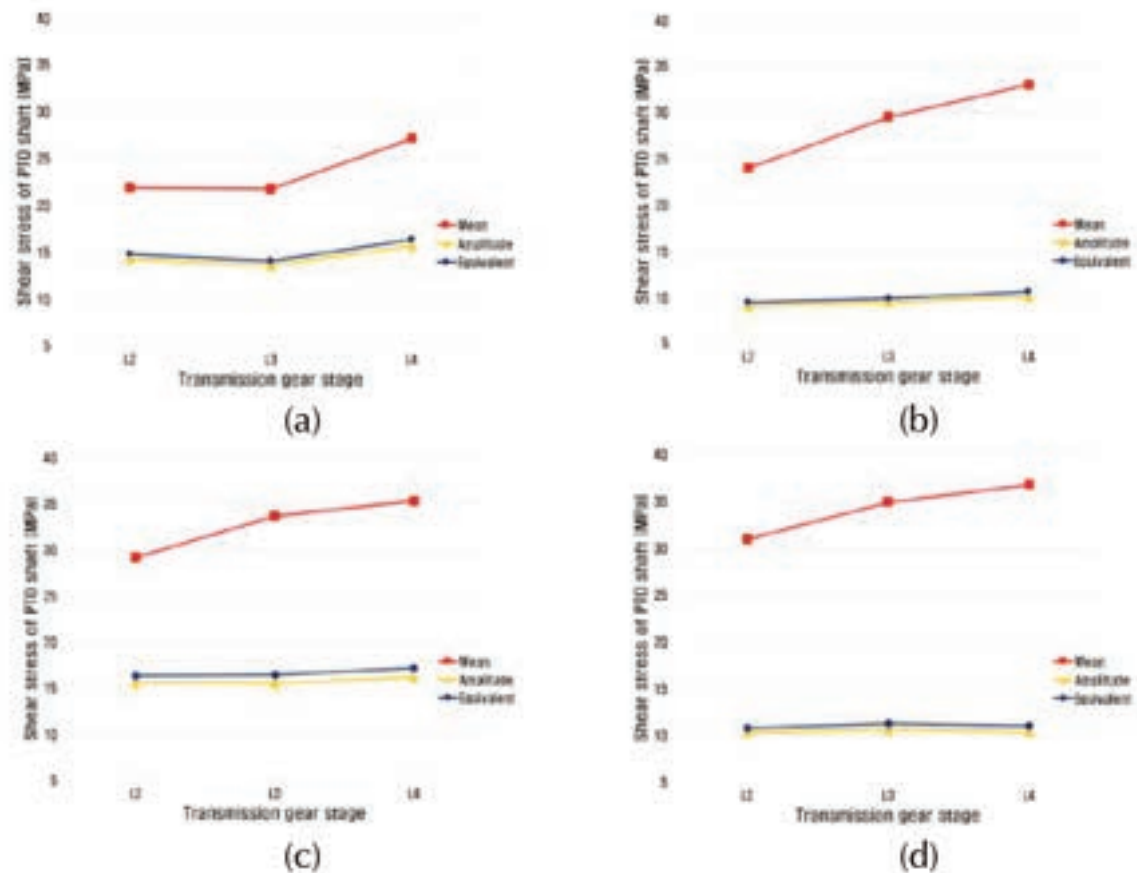 40
35
30
25
20
15
10
5
Shear stress of PTO shaft (MPa)
Mean
Amplitude
Equivalent
L2 L3 L4
Transmission gear stage
(a)
40
35
30
25
20
15
10
5
Shear stress of PTO shaft (MPa)
Mean
Amplitude
Equivalent
L2 L3 L4
Transmission gear stage
(b)
40
35
30
25
20
15
10
5
Shear stress of PTO shaft (MPa)
Mean
Amplitude
Equivalent
L2 L3 L4
Transmission gear stage
(c)
40
35
30
25
20
15
10
5
Shear stress of PTO shaft (MPa)
Mean
Amplitude
Equivalent
L2 L3 L4
Transmission gear stage
(d)